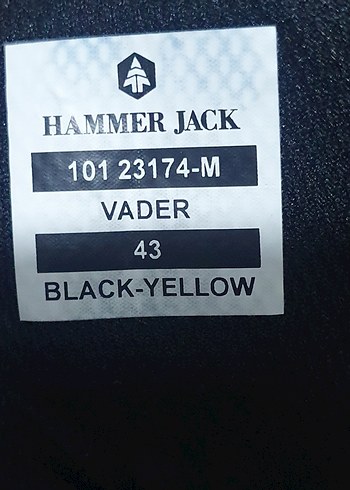 HAMMER JACK
101 23174-M
VADER
43
BLACK-YELLOW